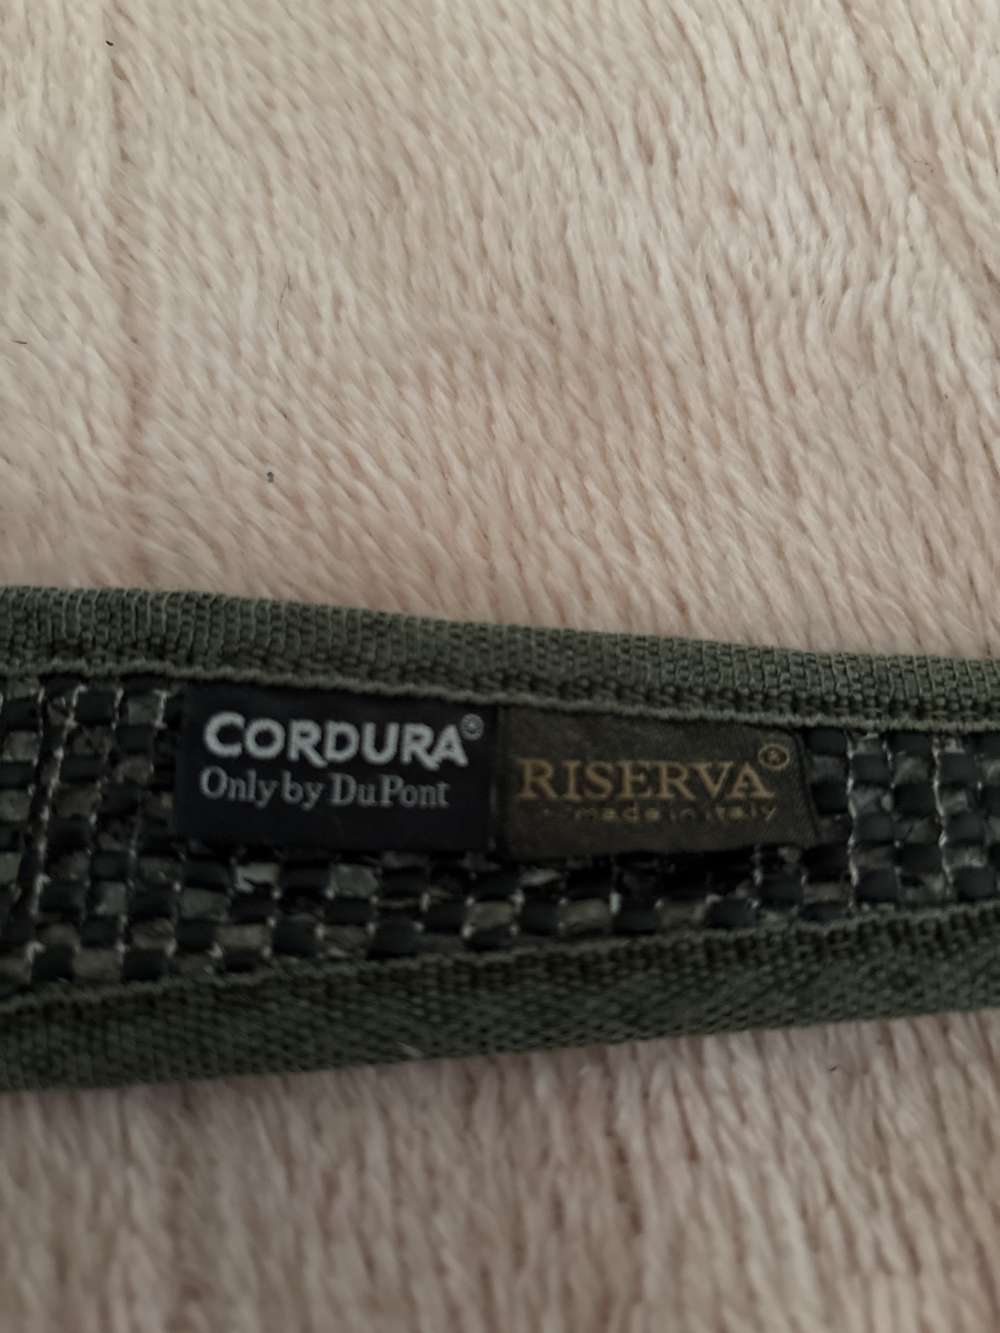 CORDURA®
Only by DuPont
RISERVA®
made in italy